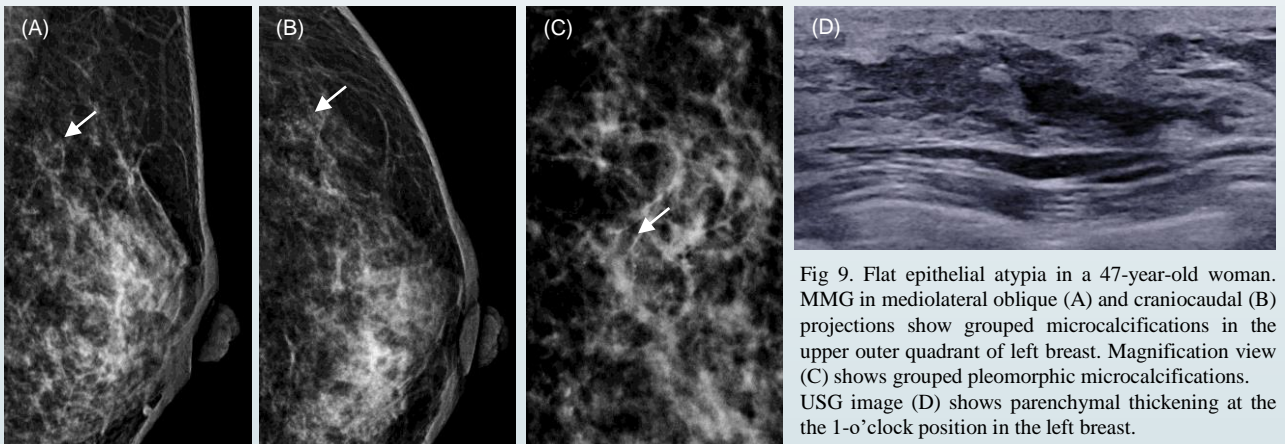 (A)
(B)
(C)
(D)
Fig 9. Flat epithelial atypia in a 47-year-old woman.
MMG in mediolateral oblique (A) and craniocaudal (B)
projections show grouped microcalcifications in the
upper outer quadrant of left breast. Magnification view
(C) shows grouped pleomorphic microcalcifications.
USG image (D) shows parenchymal thickening at the
the 1-o’clock position in the left breast.